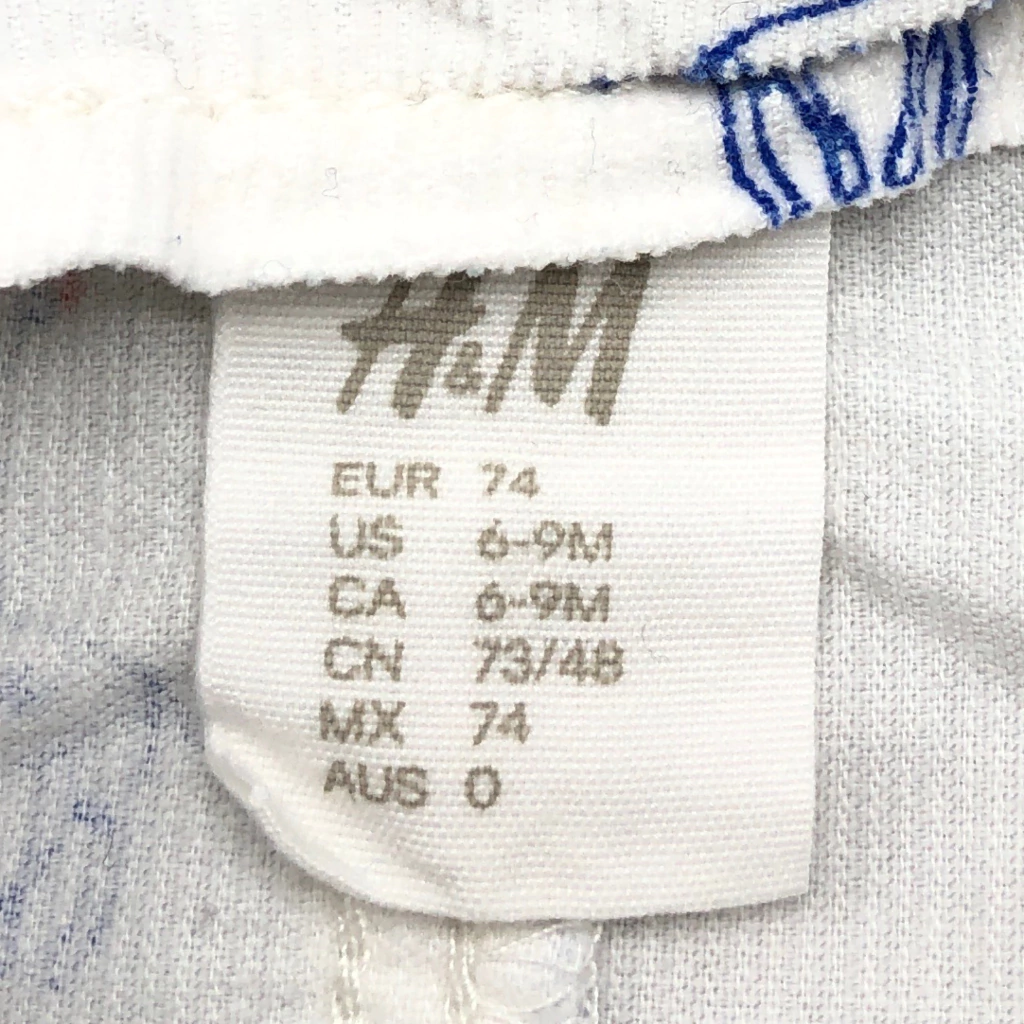 H&M
EUR 74
US 6-9M
CA 6-9M
CN 73/48
MX 74
AUS 0